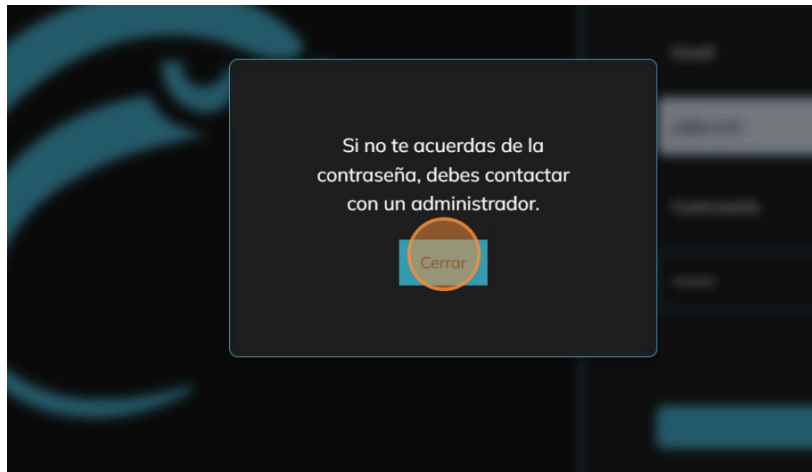 Si no te acuerdas de la
contraseña, debes contactar
con un administrador.
Cerrar